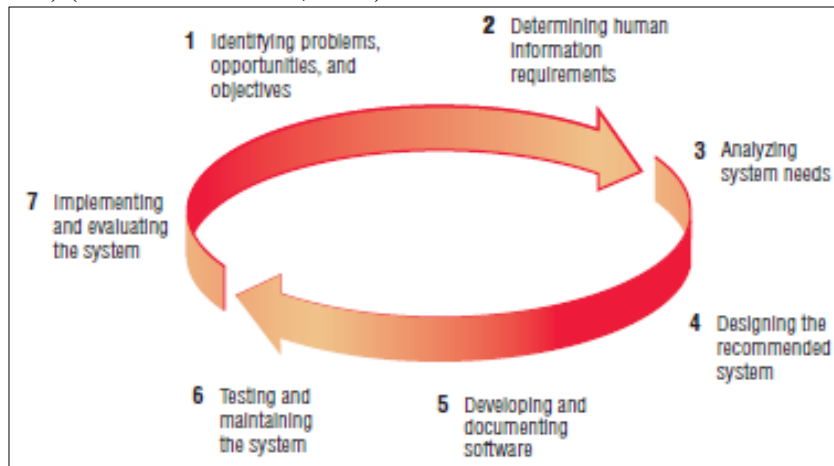 1 Identifying problems,
opportunities, and
objectives
2 Determining human
information
requirements
3 Analyzing
system needs
4 Designing the
recommended
system
5 Developing and
documenting
software
6 Testing and
maintaining
the system
7 Implementing
and evaluating
the system